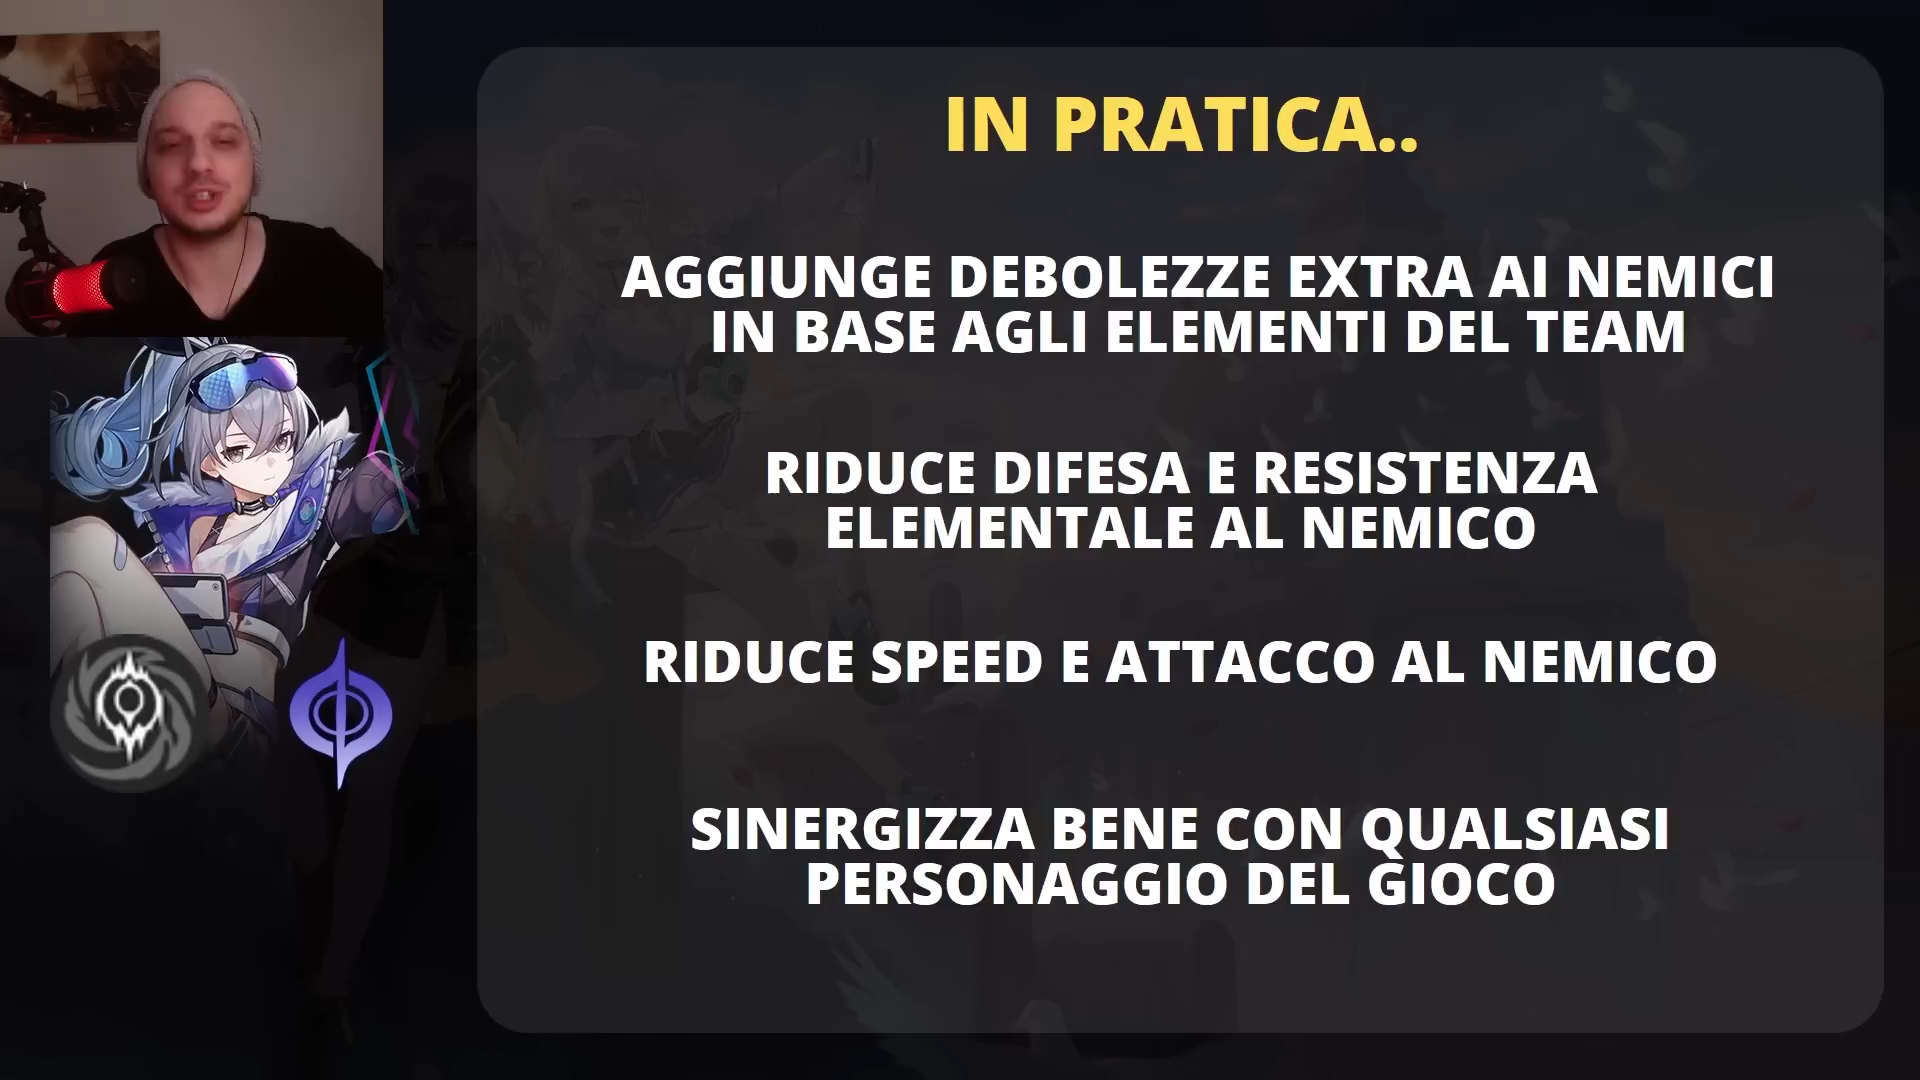 IN PRATICA..
AGGIUNGE DEBOLEZZE EXTRA AI NEMICI
IN BASE AGLI ELEMENTI DEL TEAM
RIDUCE DIFESA E RESISTENZA
ELEMENTALE AL NEMICO
RIDUCE SPEED E ATTACCO AL NEMICO
SINERGIZZA BENE CON QUALSIASI
PERSONAGGIO DEL GIOCO